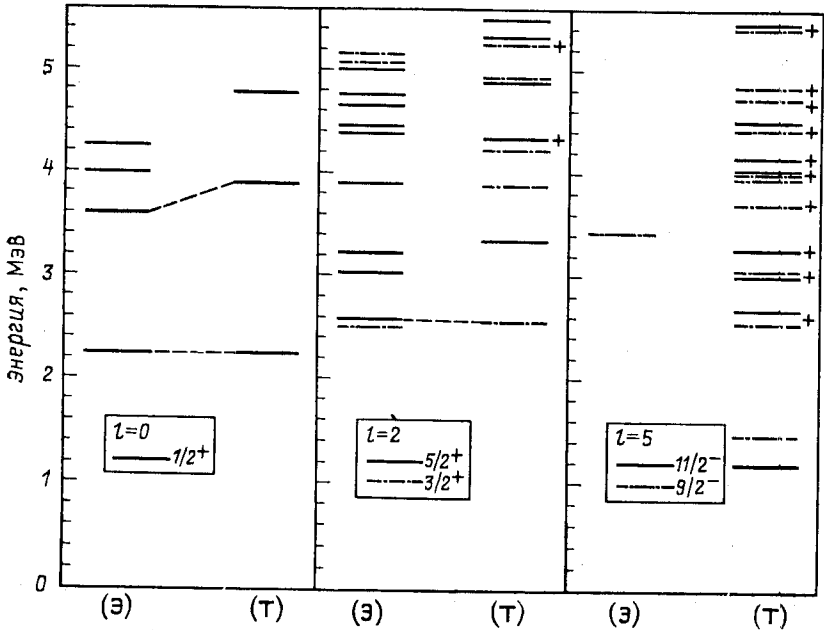 5
4
3
2
1
0
Энергия, МэВ
l=0
1/2+
l=2
5/2+
3/2+
l=5
11/2-
9/2-
+
+
+
+
+
+
+
+
+
+
+
+
+
(Э)
(Т)
(Э)
(Т)
(Э)
(Т)